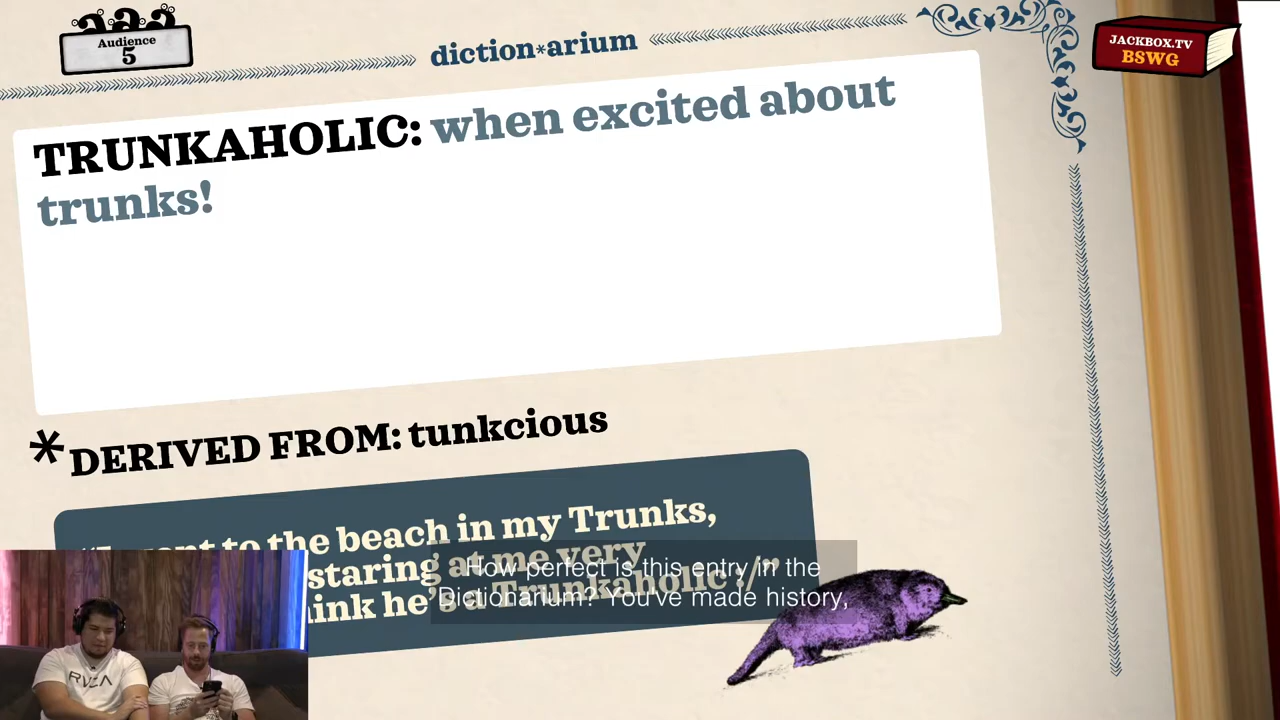 Audience
5
diction*arium
JACKBOX.TV
BSWG
TRUNKAHOLIC: when excited about
trunks!
*DERIVED FROM: tunkcious
to the beach in my Trunks,
staring at me very
he's a Trunkaholic :/"
How perfect is this entry in the
Dictionarium? You've made history,
RVCA